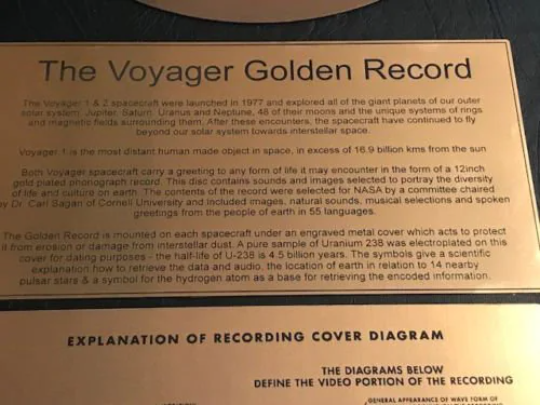 The Voyager Golden Record
The Voyager 1 & 2 spacecraft were launched in 1977 and explored all of the giant planets of our outer
solar system, Jupiter, Saturn, Uranus and Neptune, 48 of their moons and the unique systems of rings
and magnetic fields surrounding them. After these encounters, the spacecraft have continued to fly
beyond our solar system towards interstellar space.
Voyager 1 is the most distant human made object in space, in excess of 16.9 billion kms from the sun
Both Voyager spacecraft carry a greeting to any form of life it may encounter in the form of a 12inch
gold plated phonograph record. This disc contains sounds and images selected to portray the diversity
of life and culture on earth. The contents of the record were selected for NASA by a committee chaired
by Dr. Carl Sagan of Cornell University and included images, natural sounds, musical selections and spoken
greetings from the people of earth in 55 languages.
The Golden Record is mounted on each spacecraft under an engraved metal cover which acts to protect
it from erosion or damage from interstellar dust. A pure sample of Uranium 238 was electroplated on this
cover for dating purposes - the half-life of U-238 is 4.5 billion years. The symbols give a scientific
explanation how to retrieve the data and audio, the location of earth in relation to 14 nearby
pulsar stars & a symbol for the hydrogen atom as a base for retrieving the encoded information.
EXPLANATION OF RECORDING COVER DIAGRAM
THE DIAGRAMS BELOW
DEFINE THE VIDEO PORTION OF THE RECORDING
GENERAL APPEARANCE OF WAVE FORM OF